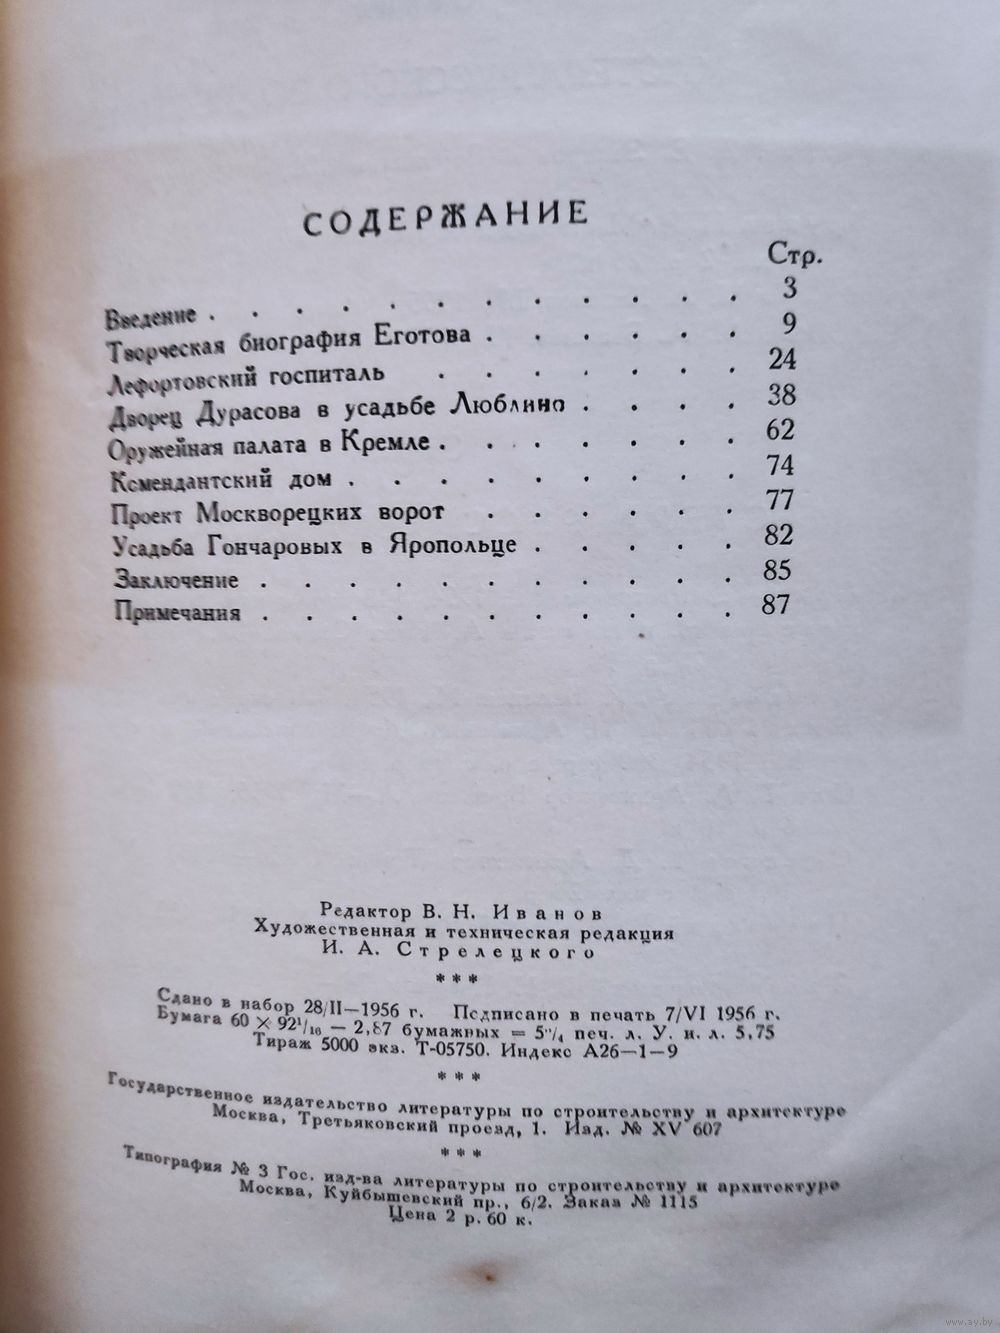 СОДЕРЖАНИЕ
Стр.
Введение . . . . . . . . . . . . 3
Творческая биография Еготова . . . . . . 9
Лефортовский госпиталь . . . . . . . 24
Дворец Дурасова в усадьбе Люблино . . . . 38
Оружейная палата в Кремле . . . . . . . 62
Комендантский дом . . . . . . . . . 74
Проект Москворецких ворот . . . . . . 77
Усадьба Гончаровых в Яропольце . . . . . 82
Заключение . . . . . . . . . . . 85
Примечания . . . . . . . . . . . 87
Редактор В. Н. Иванов
Художественная и техническая редакция
И. А. Стрелецкого
***
Сдано в набор 28/II—1956 г. Подписано в печать 7/VI 1956 г.
Бумага 60 × 92¹/₁₆ — 2,87 бумажных = 5³/₄ печ. л. У. и. л. 5,75
Тираж 5000 экз. Т-05750. Индекс А26—1—9
***
Государственное издательство литературы по строительству и архитектуре
Москва, Третьяковский проезд, 1. Изд. № XV 607
***
Типография № 3 Гос. изд-ва литературы по строительству и архитектуре
Москва, Куйбышевский пр., 6/2. Заказ № 1115
Цена 2 р. 60 к.
www.ay.by